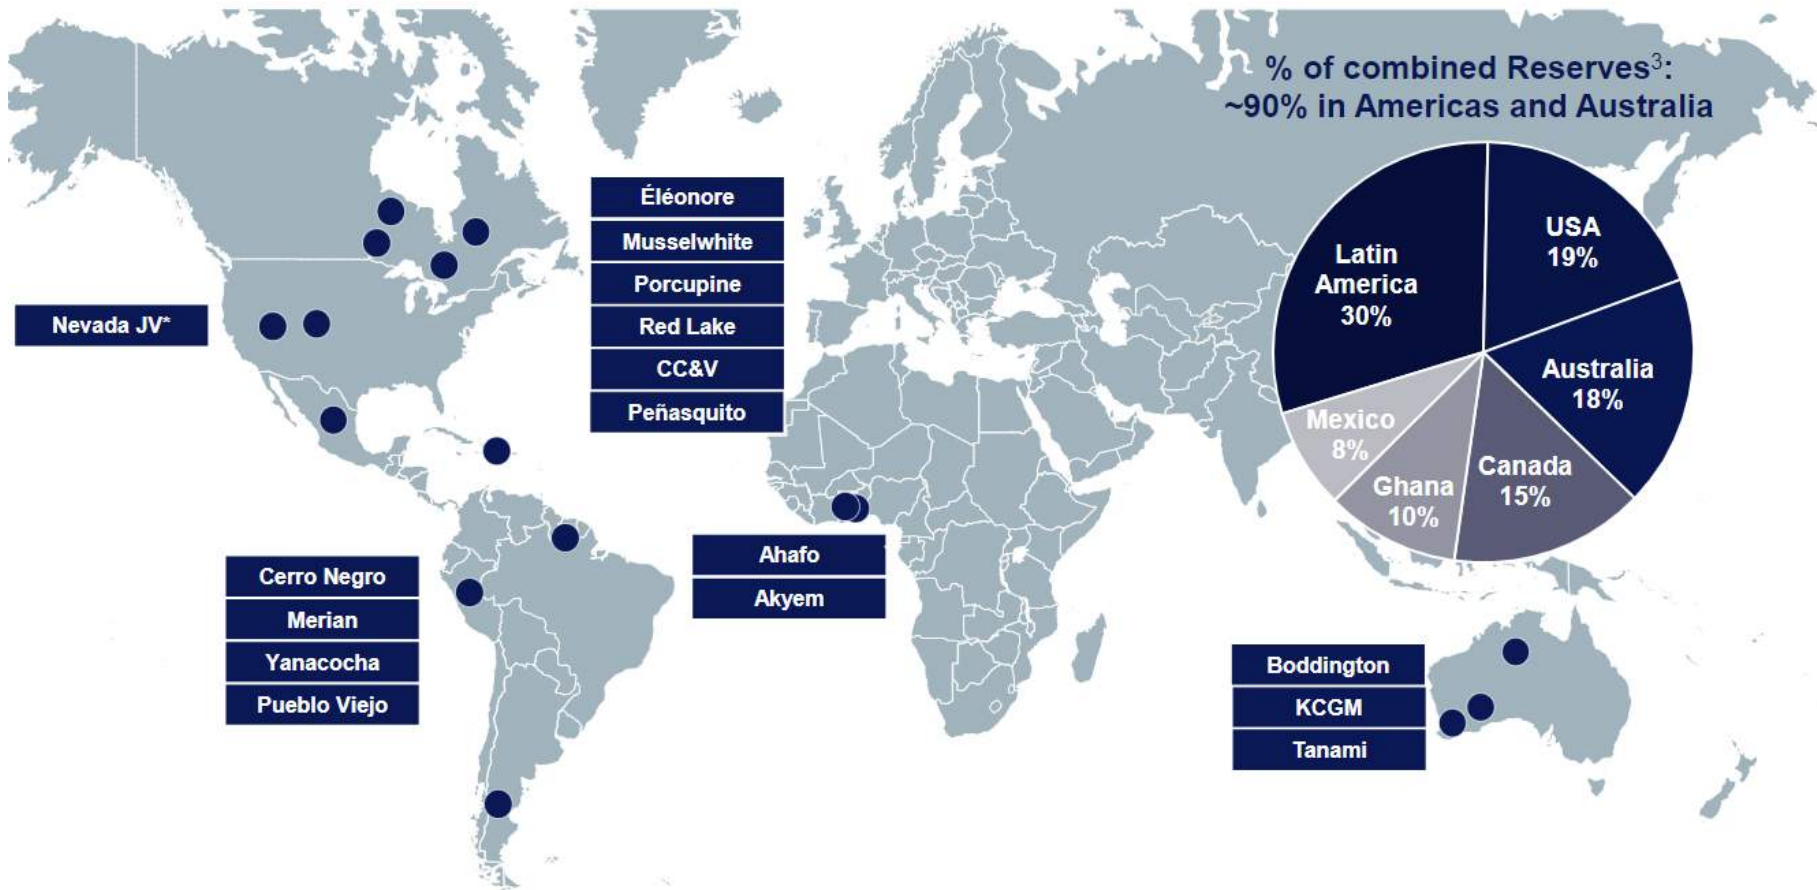 % of combined Reserves³:
~90% in Americas and Australia
Latin
America
30%
USA
19%
Australia
18%
Canada
15%
Ghana
10%
Mexico
8%
Nevada JV*
Éléonore
Musselwhite
Porcupine
Red Lake
CC&V
Peñasquito
Cerro Negro
Merian
Yanacocha
Pueblo Viejo
Ahafo
Akyem
Boddington
KCGM
Tanami